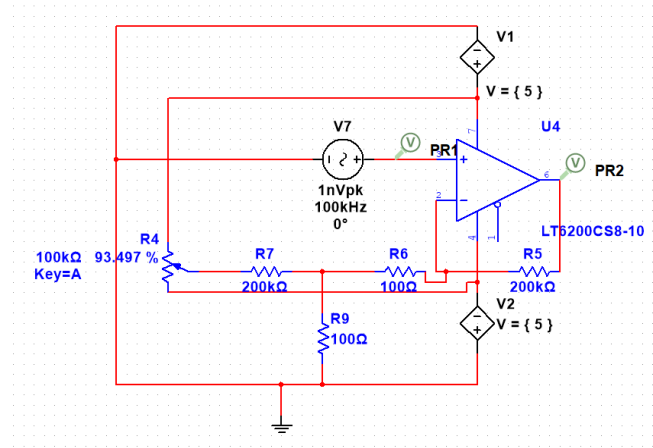 V1
V = { 5 }
V7
V
PR1
U4
V
PR2
7
3
6
2
1nVpk
100kHz
0°
LT6200CS8-10
4
1
R4
100kΩ 93.497 %
Key=A
R7
200kΩ
R6
100Ω
R5
200kΩ
V2
V = { 5 }
R9
100Ω